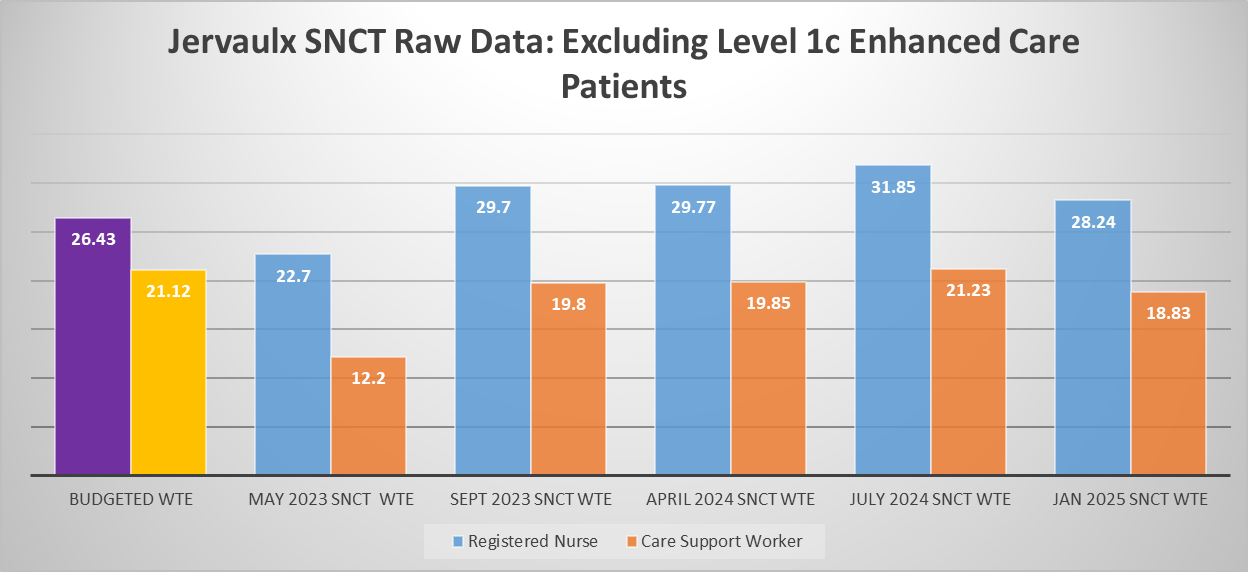 Jervaulx SNCT Raw Data: Excluding Level 1c Enhanced Care
Patients
26.43
21.12
22.7
12.2
29.7
19.8
29.77
19.85
31.85
21.23
28.24
18.83
BUDGETED WTE
MAY 2023 SNCT WTE
SEPT 2023 SNCT WTE
APRIL 2024 SNCT WTE
JULY 2024 SNCT WTE
JAN 2025 SNCT WTE
Registered Nurse
Care Support Worker